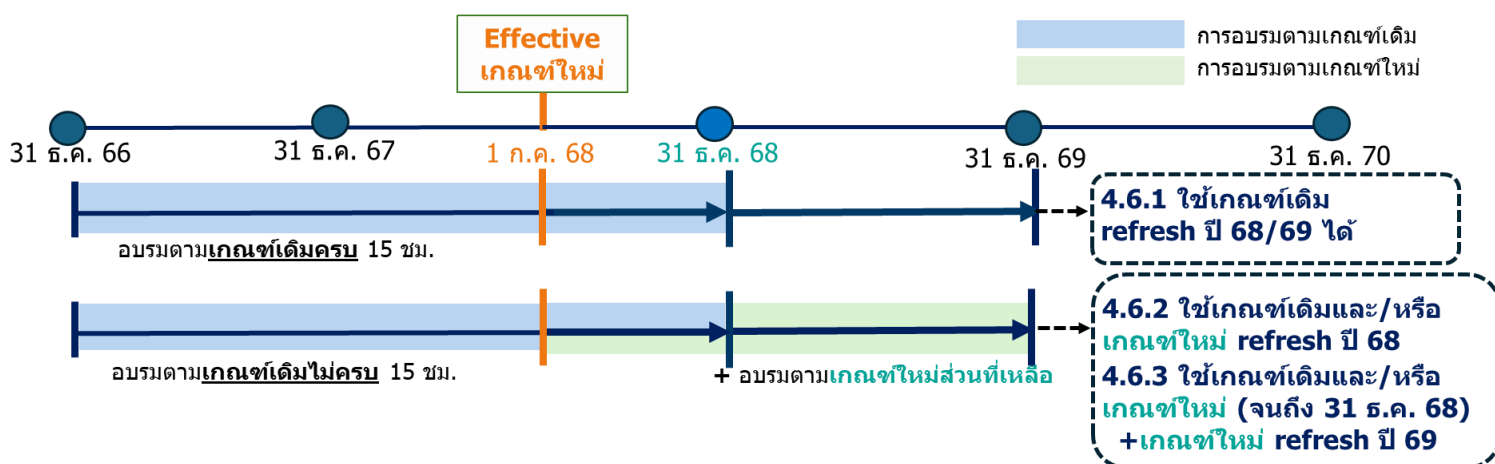 Effective
เกณฑ์ใหม่
การอบรมตามเกณฑ์เดิม
การอบรมตามเกณฑ์ใหม่
31 ธ.ค. 66
31 ธ.ค. 67
1 ก.ค. 68
31 ธ.ค. 68
31 ธ.ค. 69
31 ธ.ค. 70
4.6.1 ใช้เกณฑ์เดิม
refresh ปี 68/69 ได้
อบรมตามเกณฑ์เดิมครบ 15 ชม.
4.6.2 ใช้เกณฑ์เดิมและ/หรือ
เกณฑ์ใหม่ refresh ปี 68
4.6.3 ใช้เกณฑ์เดิมและ/หรือ
เกณฑ์ใหม่ (จนถึง 31 ธ.ค. 68)
+เกณฑ์ใหม่ refresh ปี 69
อบรมตามเกณฑ์เดิมไม่ครบ 15 ชม.
+ อบรมตามเกณฑ์ใหม่ส่วนที่เหลือ